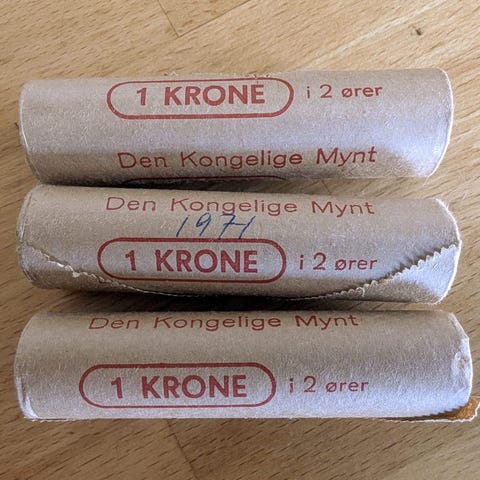 1 KRONE i 2 ører
Den Kongelige Mynt
Den Kongelige Mynt
1971
1 KRONE i 2 ører
Den Kongelige Mynt
1 KRONE i 2 ører